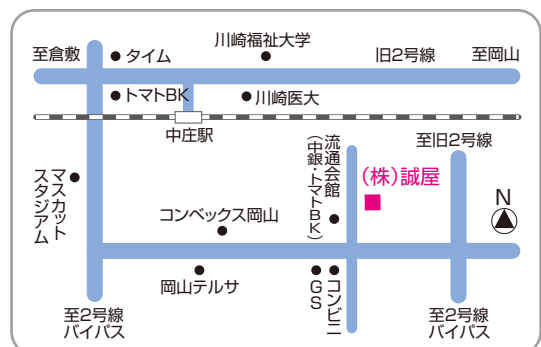 至倉敷
タイム
川崎福祉大学
旧2号線
至岡山
トマトBK
川崎医大
中庄駅
至旧2号線
マスカット
スタジアム
流通会館
(中銀・トマトBK)
(株)誠屋
N
コンベックス岡山
岡山テルサ
GS
コンビニ
至2号線
バイパス
至2号線
バイパス